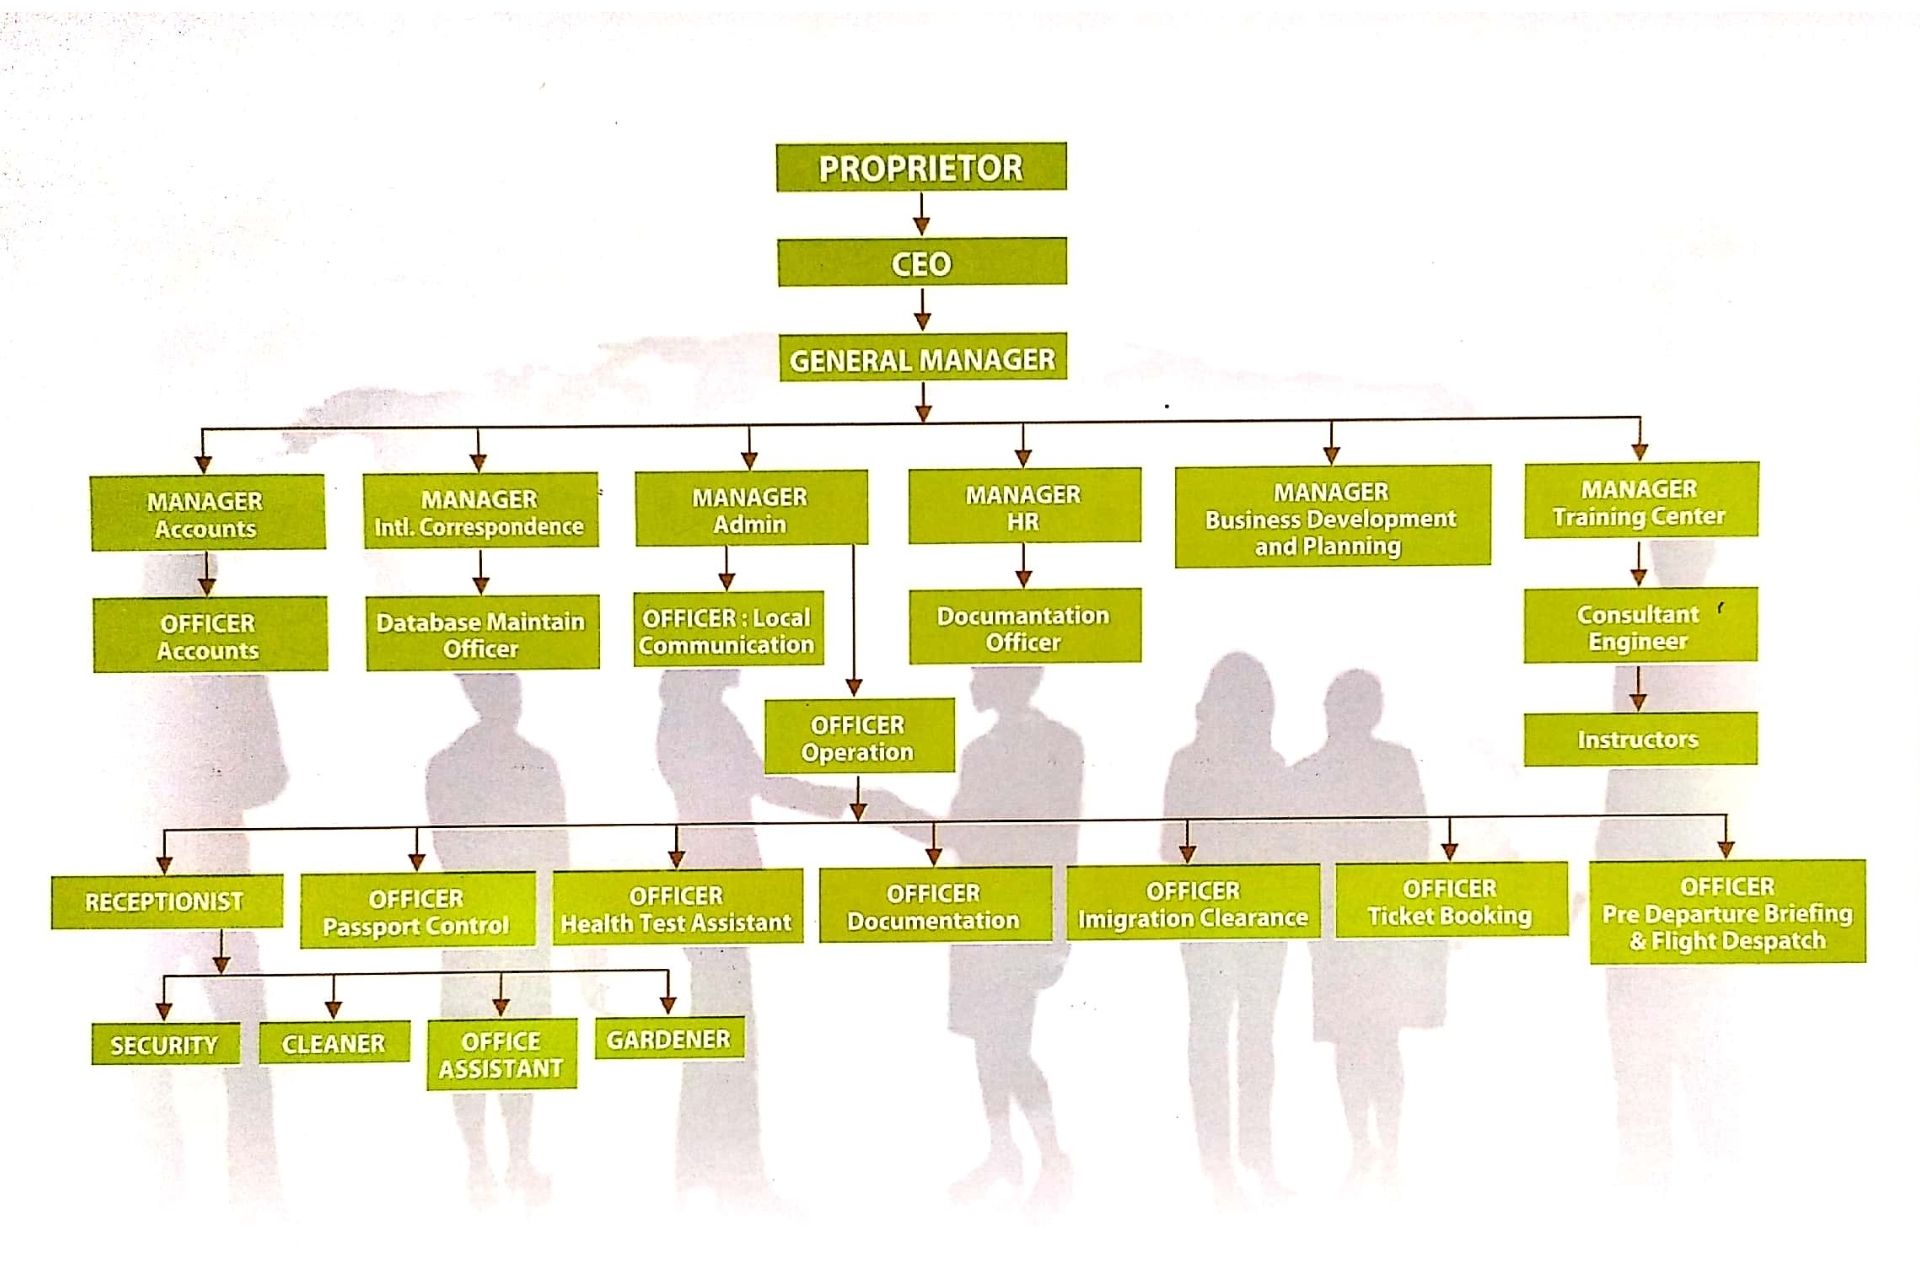 PROPRIETOR
CEO
GENERAL MANAGER
MANAGER
Accounts
MANAGER
Intl. Correspondence
MANAGER
Admin
MANAGER
HR
MANAGER
Business Development
and Planning
MANAGER
Training Center
OFFICER
Accounts
Database Maintain
Officer
OFFICER : Local
Communication
Documantation
Officer
Consultant
Engineer
OFFICER
Operation
Instructors
RECEPTIONIST
OFFICER
Passport Control
OFFICER
Health Test Assistant
OFFICER
Documentation
OFFICER
Imigration Clearance
OFFICER
Ticket Booking
OFFICER
Pre Departure Briefing
& Flight Despatch
SECURITY
CLEANER
OFFICE
ASSISTANT
GARDENER